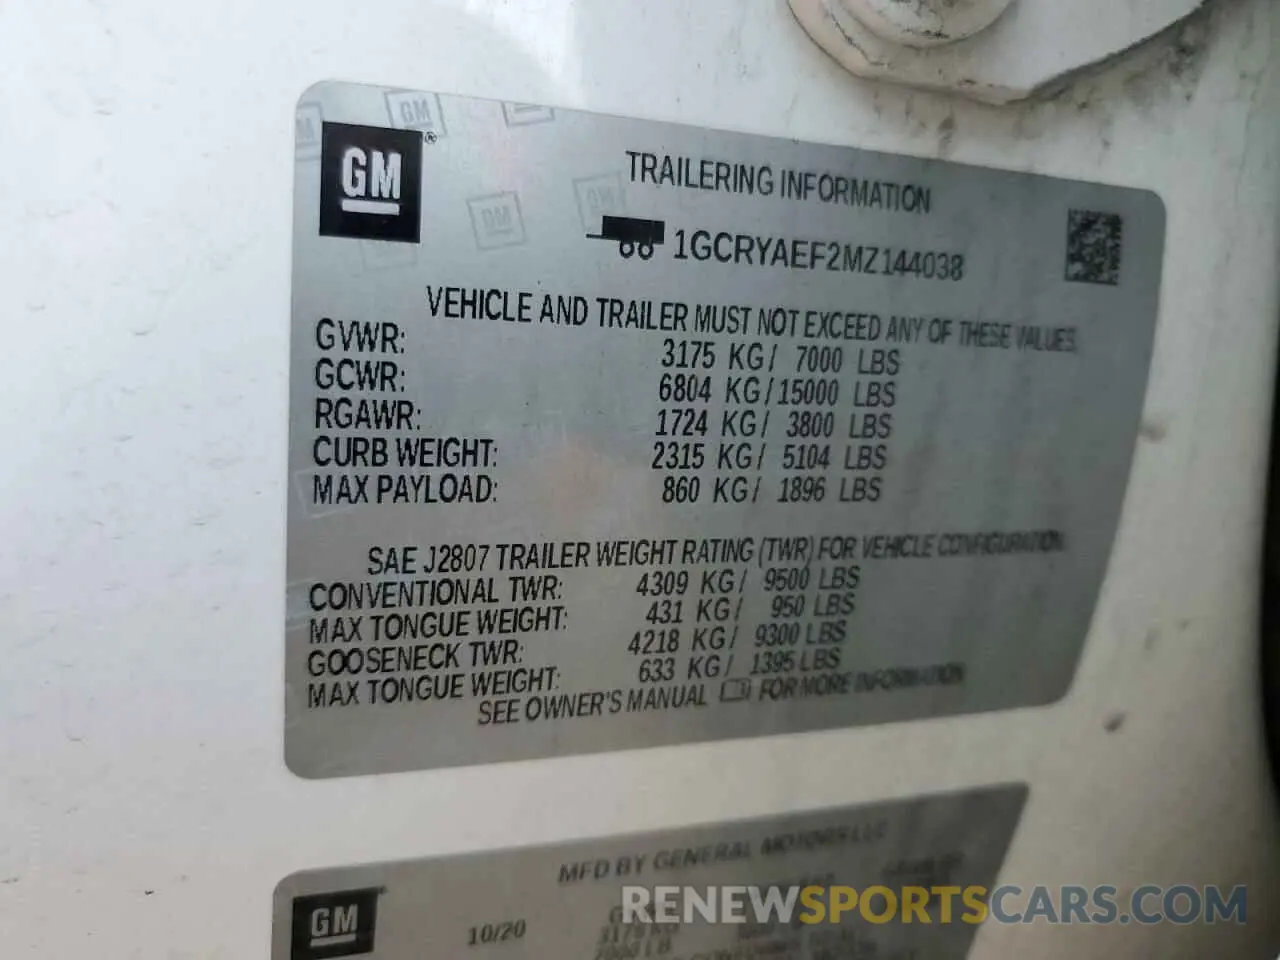 GM®
TRAILERING INFORMATION
1GCRYAEF2MZ144038
VEHICLE AND TRAILER MUST NOT EXCEED ANY OF THESE VALUES.
GVWR: 3175 KG/ 7000 LBS
GCWR: 6804 KG/15000 LBS
RGAWR: 1724 KG/ 3800 LBS
CURB WEIGHT: 2315 KG/ 5104 LBS
MAX PAYLOAD: 860 KG/ 1896 LBS
SAE J2807 TRAILER WEIGHT RATING (TWR) FOR VEHICLE CONFIGURATION
CONVENTIONAL TWR: 4309 KG/ 9500 LBS
MAX TONGUE WEIGHT: 431 KG/ 950 LBS
GOOSENECK TWR: 4218 KG/ 9300 LBS
MAX TONGUE WEIGHT: 633 KG/ 1395 LBS
SEE OWNER'S MANUAL FOR MORE INFORMATION
MFD BY GENERAL MOTORS LLC
GM
10/20
RENEWSPORTSCARS.COM